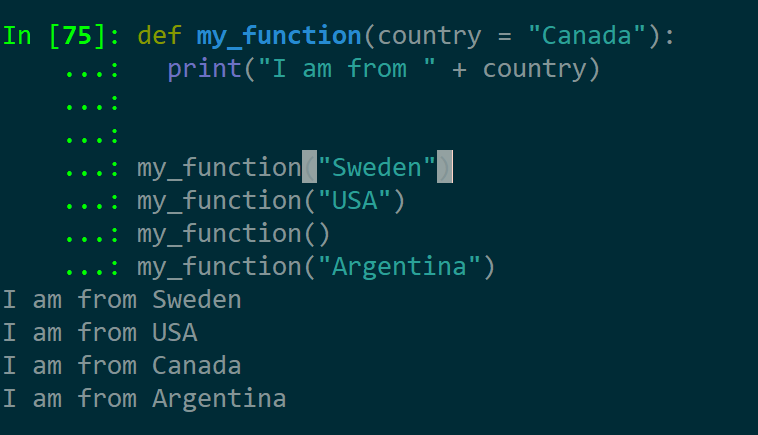 In [75]: def my_function(country = "Canada"):
    ...:   print("I am from " + country)
    ...:
    ...:
    ...: my_function("Sweden")
    ...: my_function("USA")
    ...: my_function()
    ...: my_function("Argentina")
I am from Sweden
I am from USA
I am from Canada
I am from Argentina